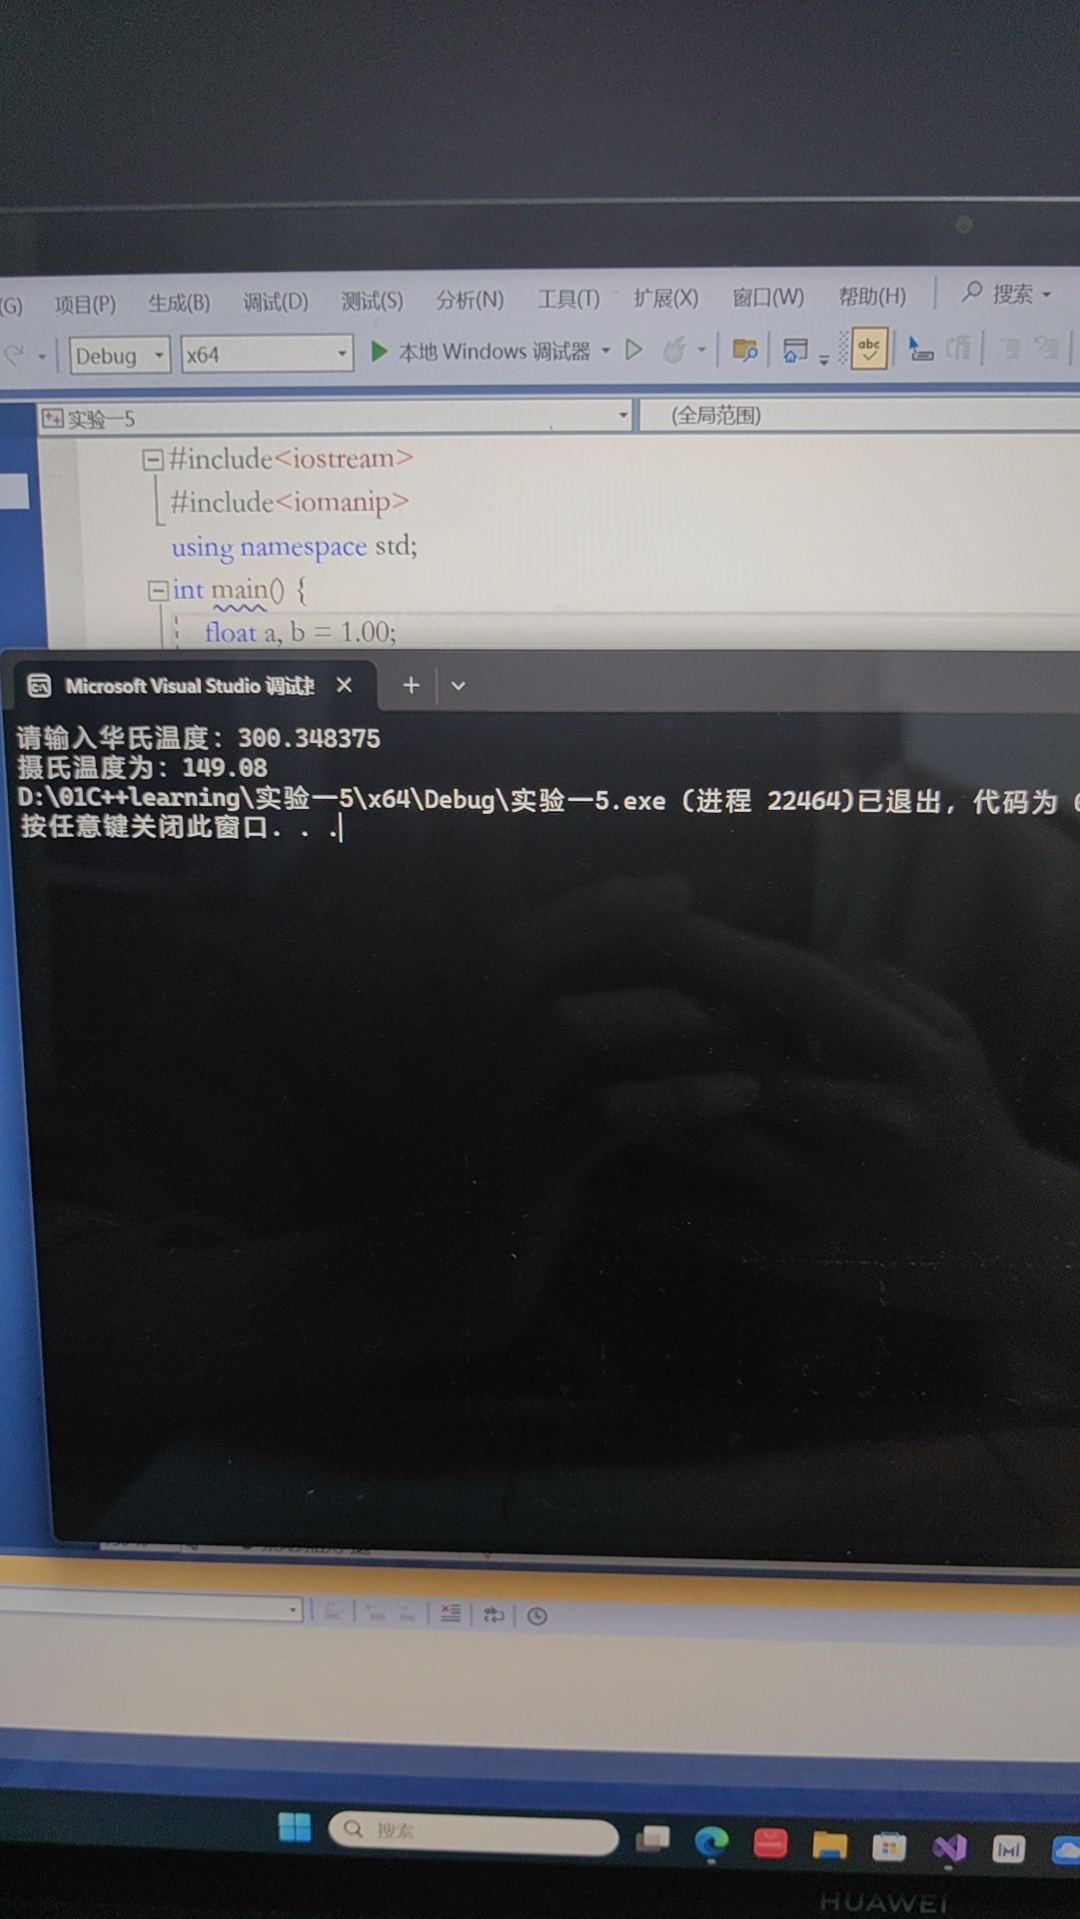 (G) 项目(P) 生成(B) 调试(D) 测试(S) 分析(N) 工具(T) 扩展(X) 窗口(W) 帮助(H) 搜索
Debug x64 本地 Windows 调试器 abc
实验一5 (全局范围)
#include<iostream>
#include<iomanip>
using namespace std;
int main() {
float a, b = 1.00;
Microsoft Visual Studio 调试
请输入华氏温度：300.348375
摄氏温度为：149.08
D:\01C++learning\实验一5\x64\Debug\实验一5.exe (进程 22464)已退出，代码为 0
按任意键关闭此窗口. . .
搜索
HUAWEI